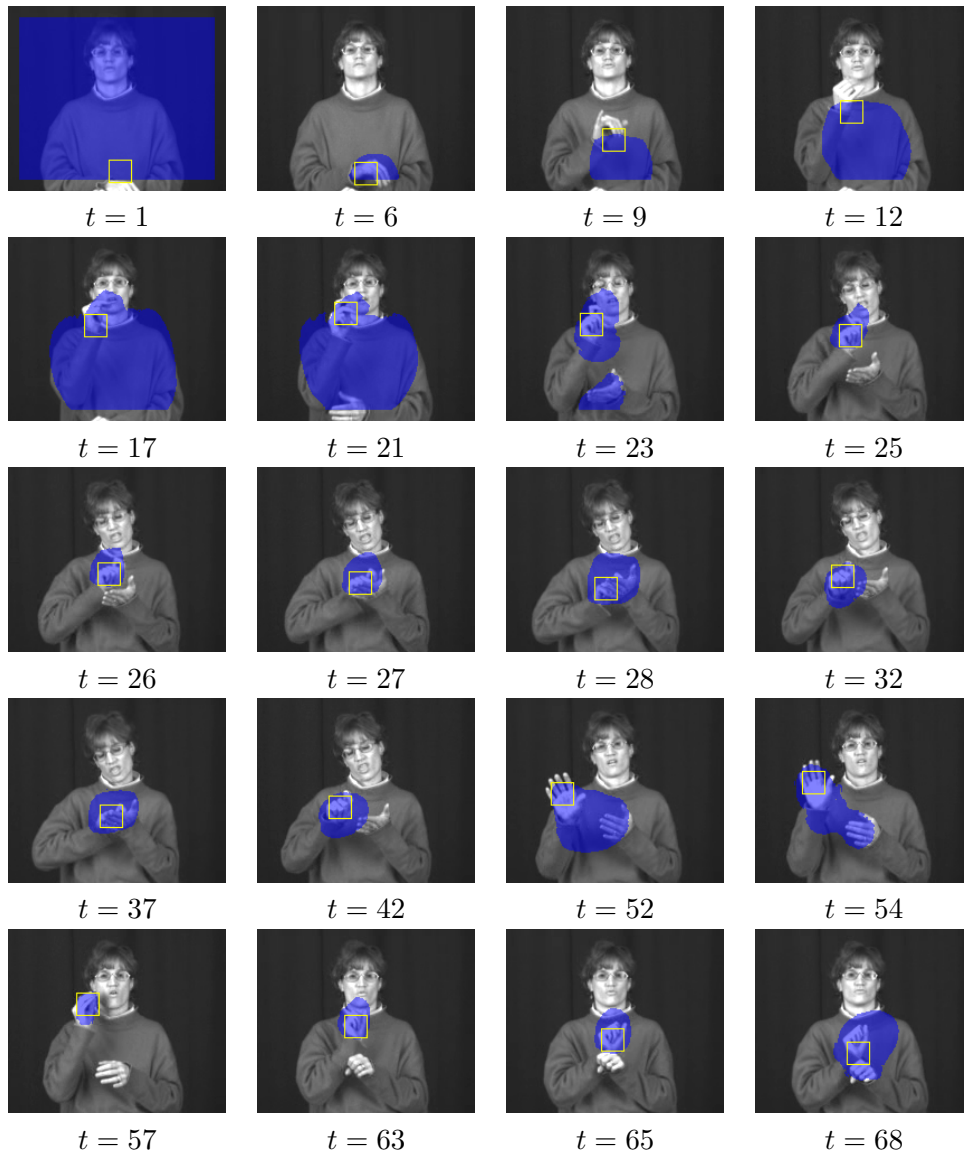 t = 1 t = 6 t = 9 t = 12
t = 17 t = 21 t = 23 t = 25
t = 26 t = 27 t = 28 t = 32
t = 37 t = 42 t = 52 t = 54
t = 57 t = 63 t = 65 t = 68